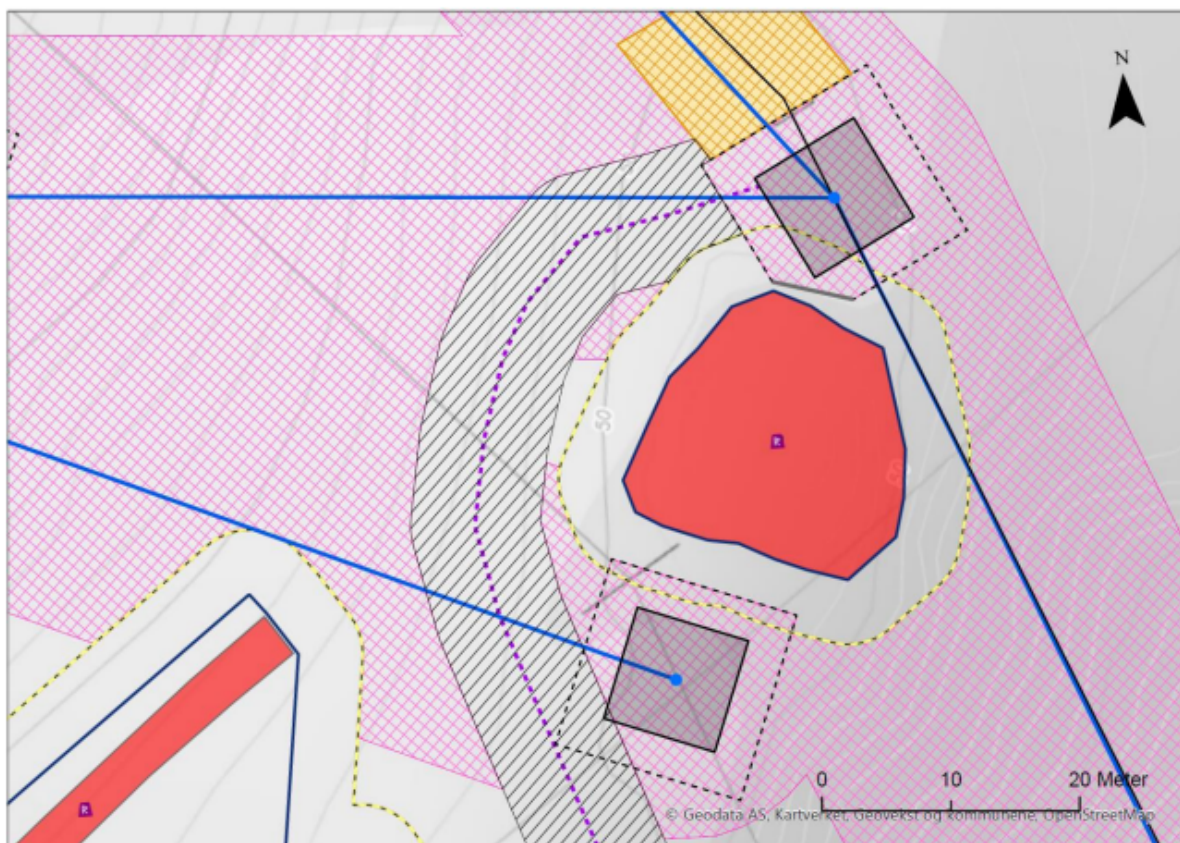 N
50
R
R
0 10 20 Meter
© Geodata AS, Kartverket, Geovekst og kommunene, OpenStreetMap